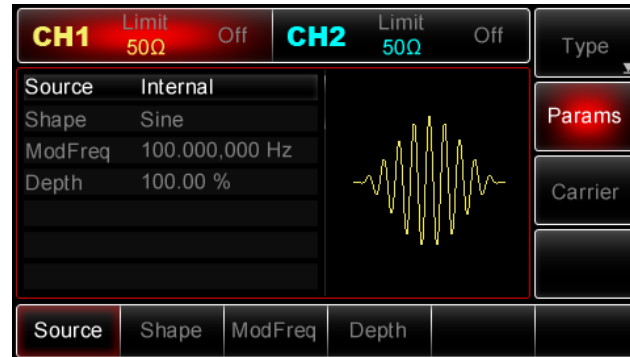 CH1 Limit 50Ω Off CH2 Limit 50Ω Off
Type
Source Internal
Shape Sine
ModFreq 100.000,000 Hz
Depth 100.00 %
Params
Carrier
Source Shape ModFreq Depth